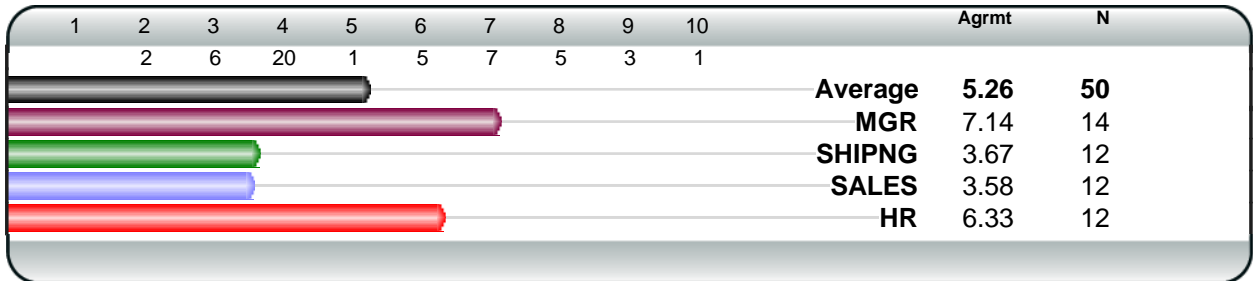 1 2 3 4 5 6 7 8 9 10 Agrmt N
2 6 20 1 5 7 5 3 1
Average 5.26 50
MGR 7.14 14
SHIPNG 3.67 12
SALES 3.58 12
HR 6.33 12